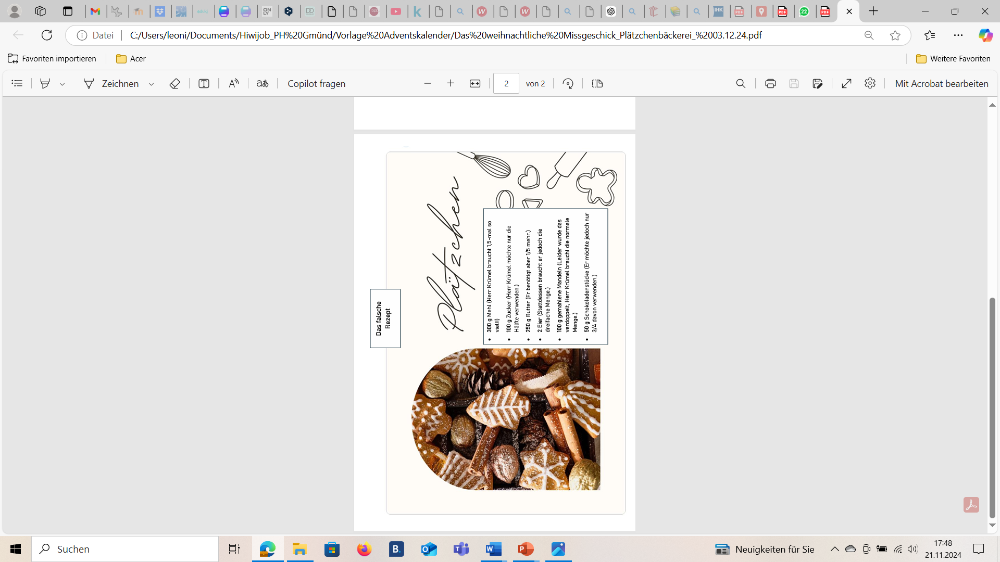 Datei
C:/Users/leoni/Documents/Hiwijob_PH%20Gmünd/Vorlage%20Adventskalender/Das%20weihnachtliche%20Missgeschick_Plätzchenbäckerei_%2003.12.24.pdf
Favoriten importieren
Acer
Weitere Favoriten
Zeichnen
Copilot fragen
2
von 2
Mit Acrobat bearbeiten
Das falsche
Rezept
Plätzchen
• 300 g Mehl (Herr Krümel braucht 1,5-mal so
viel!)
• 100 g Zucker (Herr Krümel möchte nur die
Hälfte verwenden.)
• 250 g Butter (Er benötigt aber 1/5 mehr.)
• 2 Eier (Stattdessen braucht er jedoch die
dreifache Menge.)
• 100 g gemahlene Mandeln (Leider wurde das
verdoppelt, Herr Krümel braucht die normale
Menge.)
• 50 g Schokoladenstücke (Er möchte jedoch nur
3/4 davon verwenden.)
Suchen
Neuigkeiten für Sie
17:48
21.11.2024